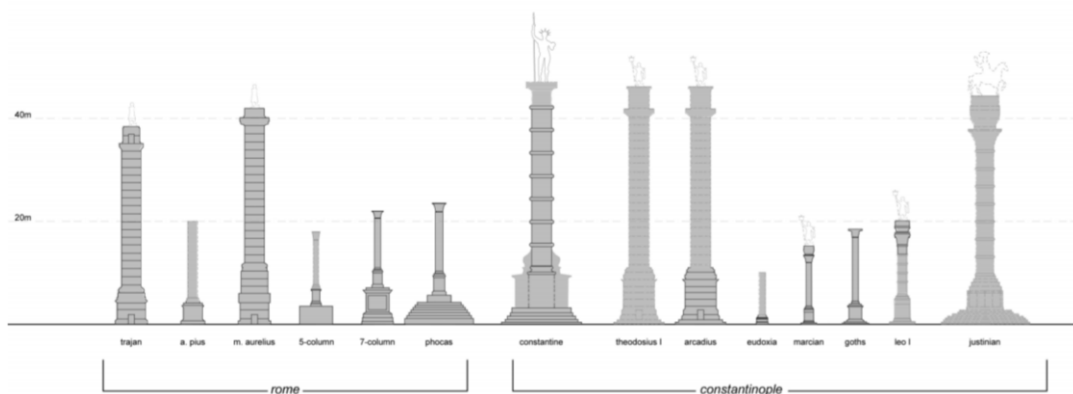 40m
20m
trajan
a. pius
m. aurelius
5-column
7-column
phocas
constantine
theodosius I
arcadius
eudoxia
marcian
goths
leo I
justinian
rome
constantinople